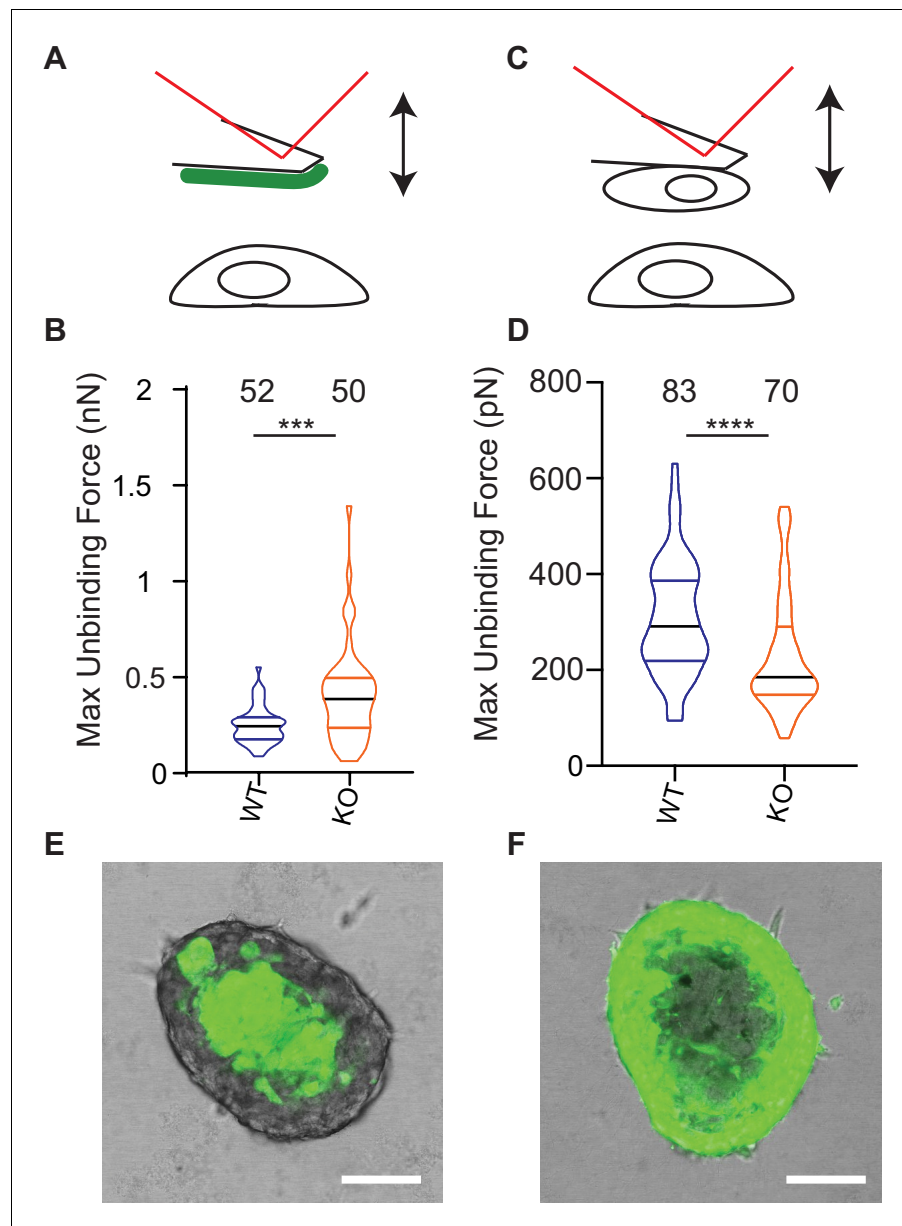 A
C
B
D
Max Unbinding Force (nN)
2
1.5
1
0.5
0
52 50
***
WT
KO
Max Unbinding Force (pN)
800
600
400
200
0
83 70
****
WT
KO
E
F